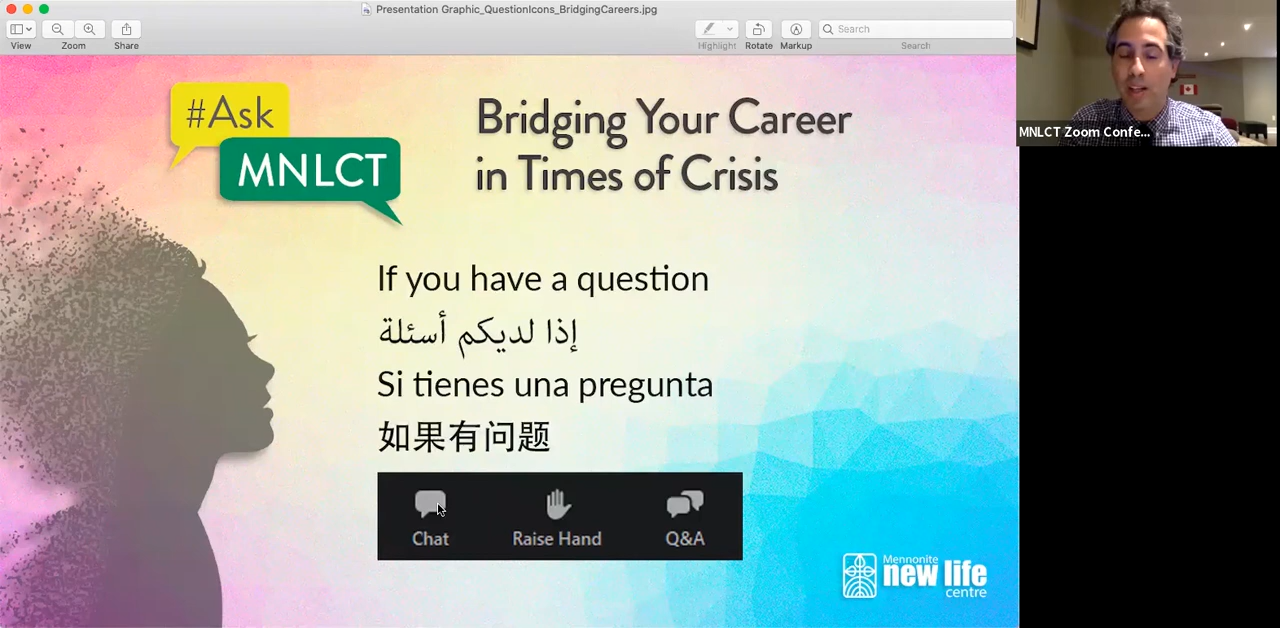 Presentation Graphic_QuestionIcons_BridgingCareers.jpg
View
Zoom
Share
Highlight
Rotate
Markup
Search
Search
#Ask
MNLCT
Bridging Your Career
in Times of Crisis
If you have a question
إذا لديكم أسئلة
Si tienes una pregunta
如果有问题
Chat
Raise Hand
Q&A
Mennonite
new life
centre
MNLCT Zoom Confe...